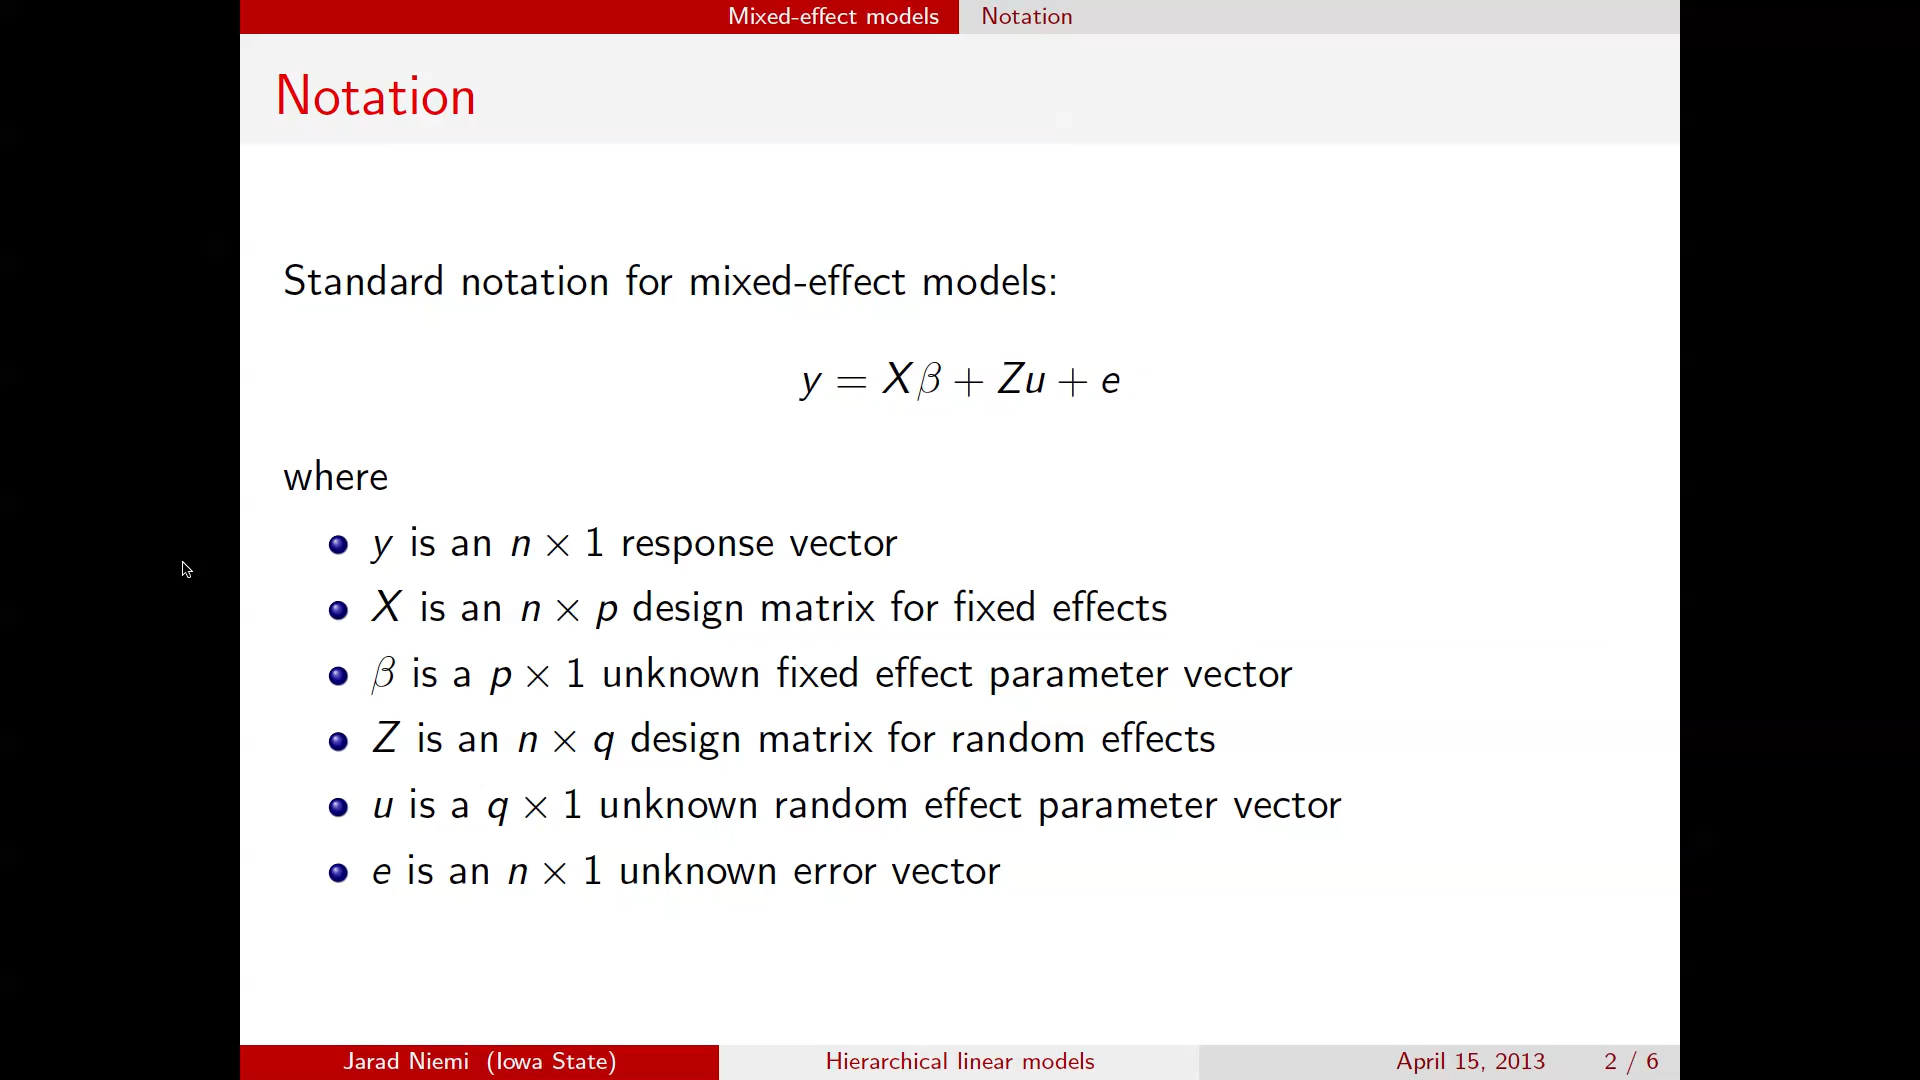 Mixed-effect models Notation
Notation
Standard notation for mixed-effect models:
y = Xβ + Zu + e
where
y is an n × 1 response vector
X is an n × p design matrix for fixed effects
β is a p × 1 unknown fixed effect parameter vector
Z is an n × q design matrix for random effects
u is a q × 1 unknown random effect parameter vector
e is an n × 1 unknown error vector
Jarad Niemi (Iowa State) Hierarchical linear models April 15, 2013 2 / 6